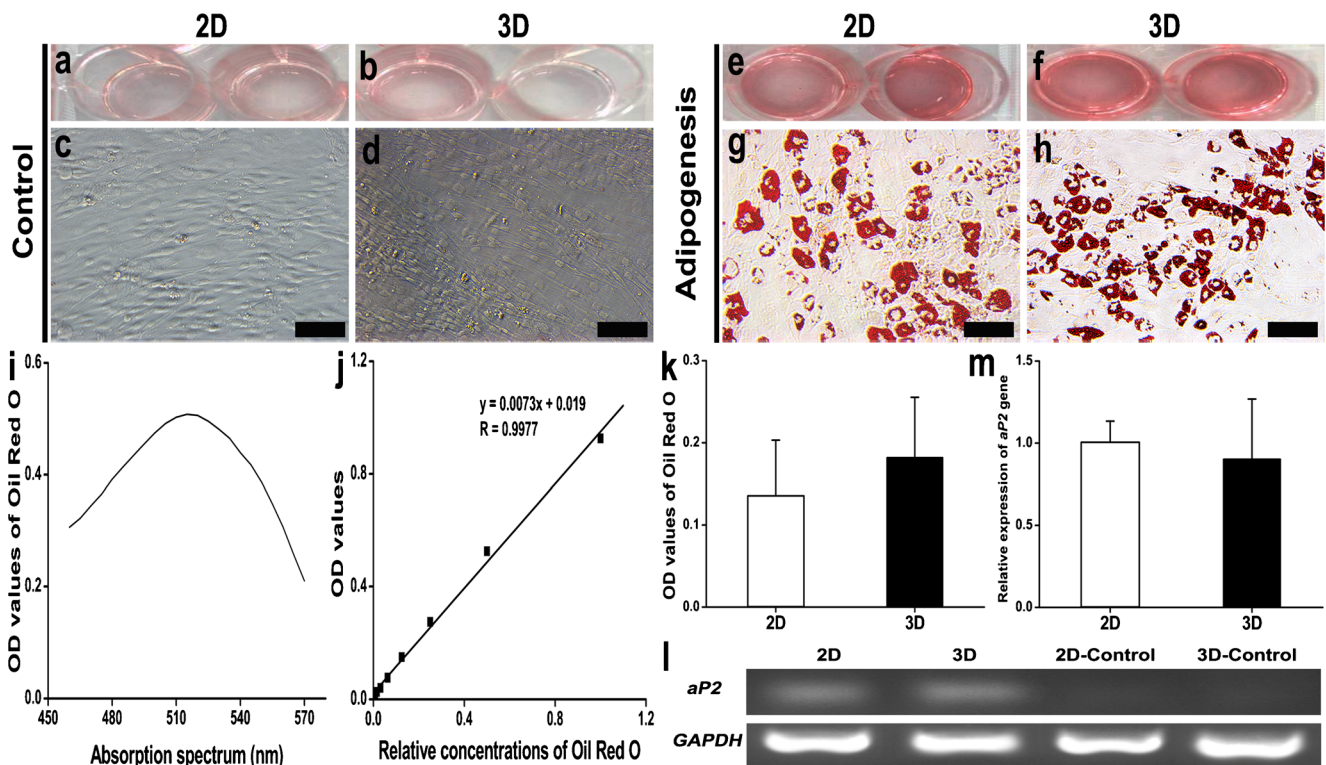 2D
3D
2D
3D
Control
a
b
c
d
Adipogenesis
e
f
g
h
i
OD values of Oil Red O
0.6
0.4
0.2
0.0
450
480
510
540
570
Absorption spectrum (nm)
j
OD values
1.2
0.8
0.4
0.0
y = 0.0073x + 0.019
R = 0.9977
0.0
0.4
0.8
1.2
Relative concentrations of Oil Red O
k
OD values of Oil Red O
0.3
0.2
0.1
0.0
2D
3D
m
Relative expression of aP2 gene
1.5
1.0
0.5
0.0
2D
3D
l
2D
3D
2D-Control
3D-Control
aP2
GAPDH